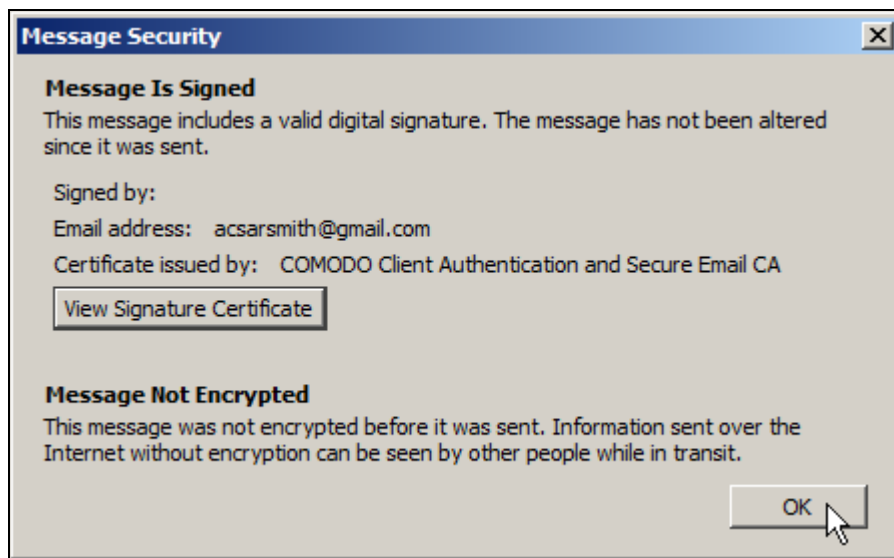 Message Security
Message Is Signed
This message includes a valid digital signature. The message has not been altered
since it was sent.
Signed by:
Email address: acsarsmith@gmail.com
Certificate issued by: COMODO Client Authentication and Secure Email CA
View Signature Certificate
Message Not Encrypted
This message was not encrypted before it was sent. Information sent over the
Internet without encryption can be seen by other people while in transit.
OK